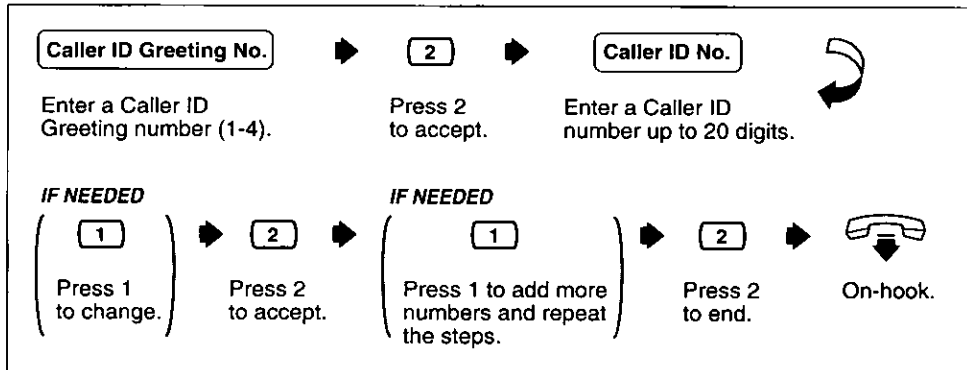 Caller ID Greeting No. 2 Caller ID No.
Enter a Caller ID
Greeting number (1-4).
Press 2
to accept.
Enter a Caller ID
number up to 20 digits.
IF NEEDED
1
Press 1
to change.
2
Press 2
to accept.
IF NEEDED
1
Press 1 to add more
numbers and repeat
the steps.
2
Press 2
to end.
On-hook.